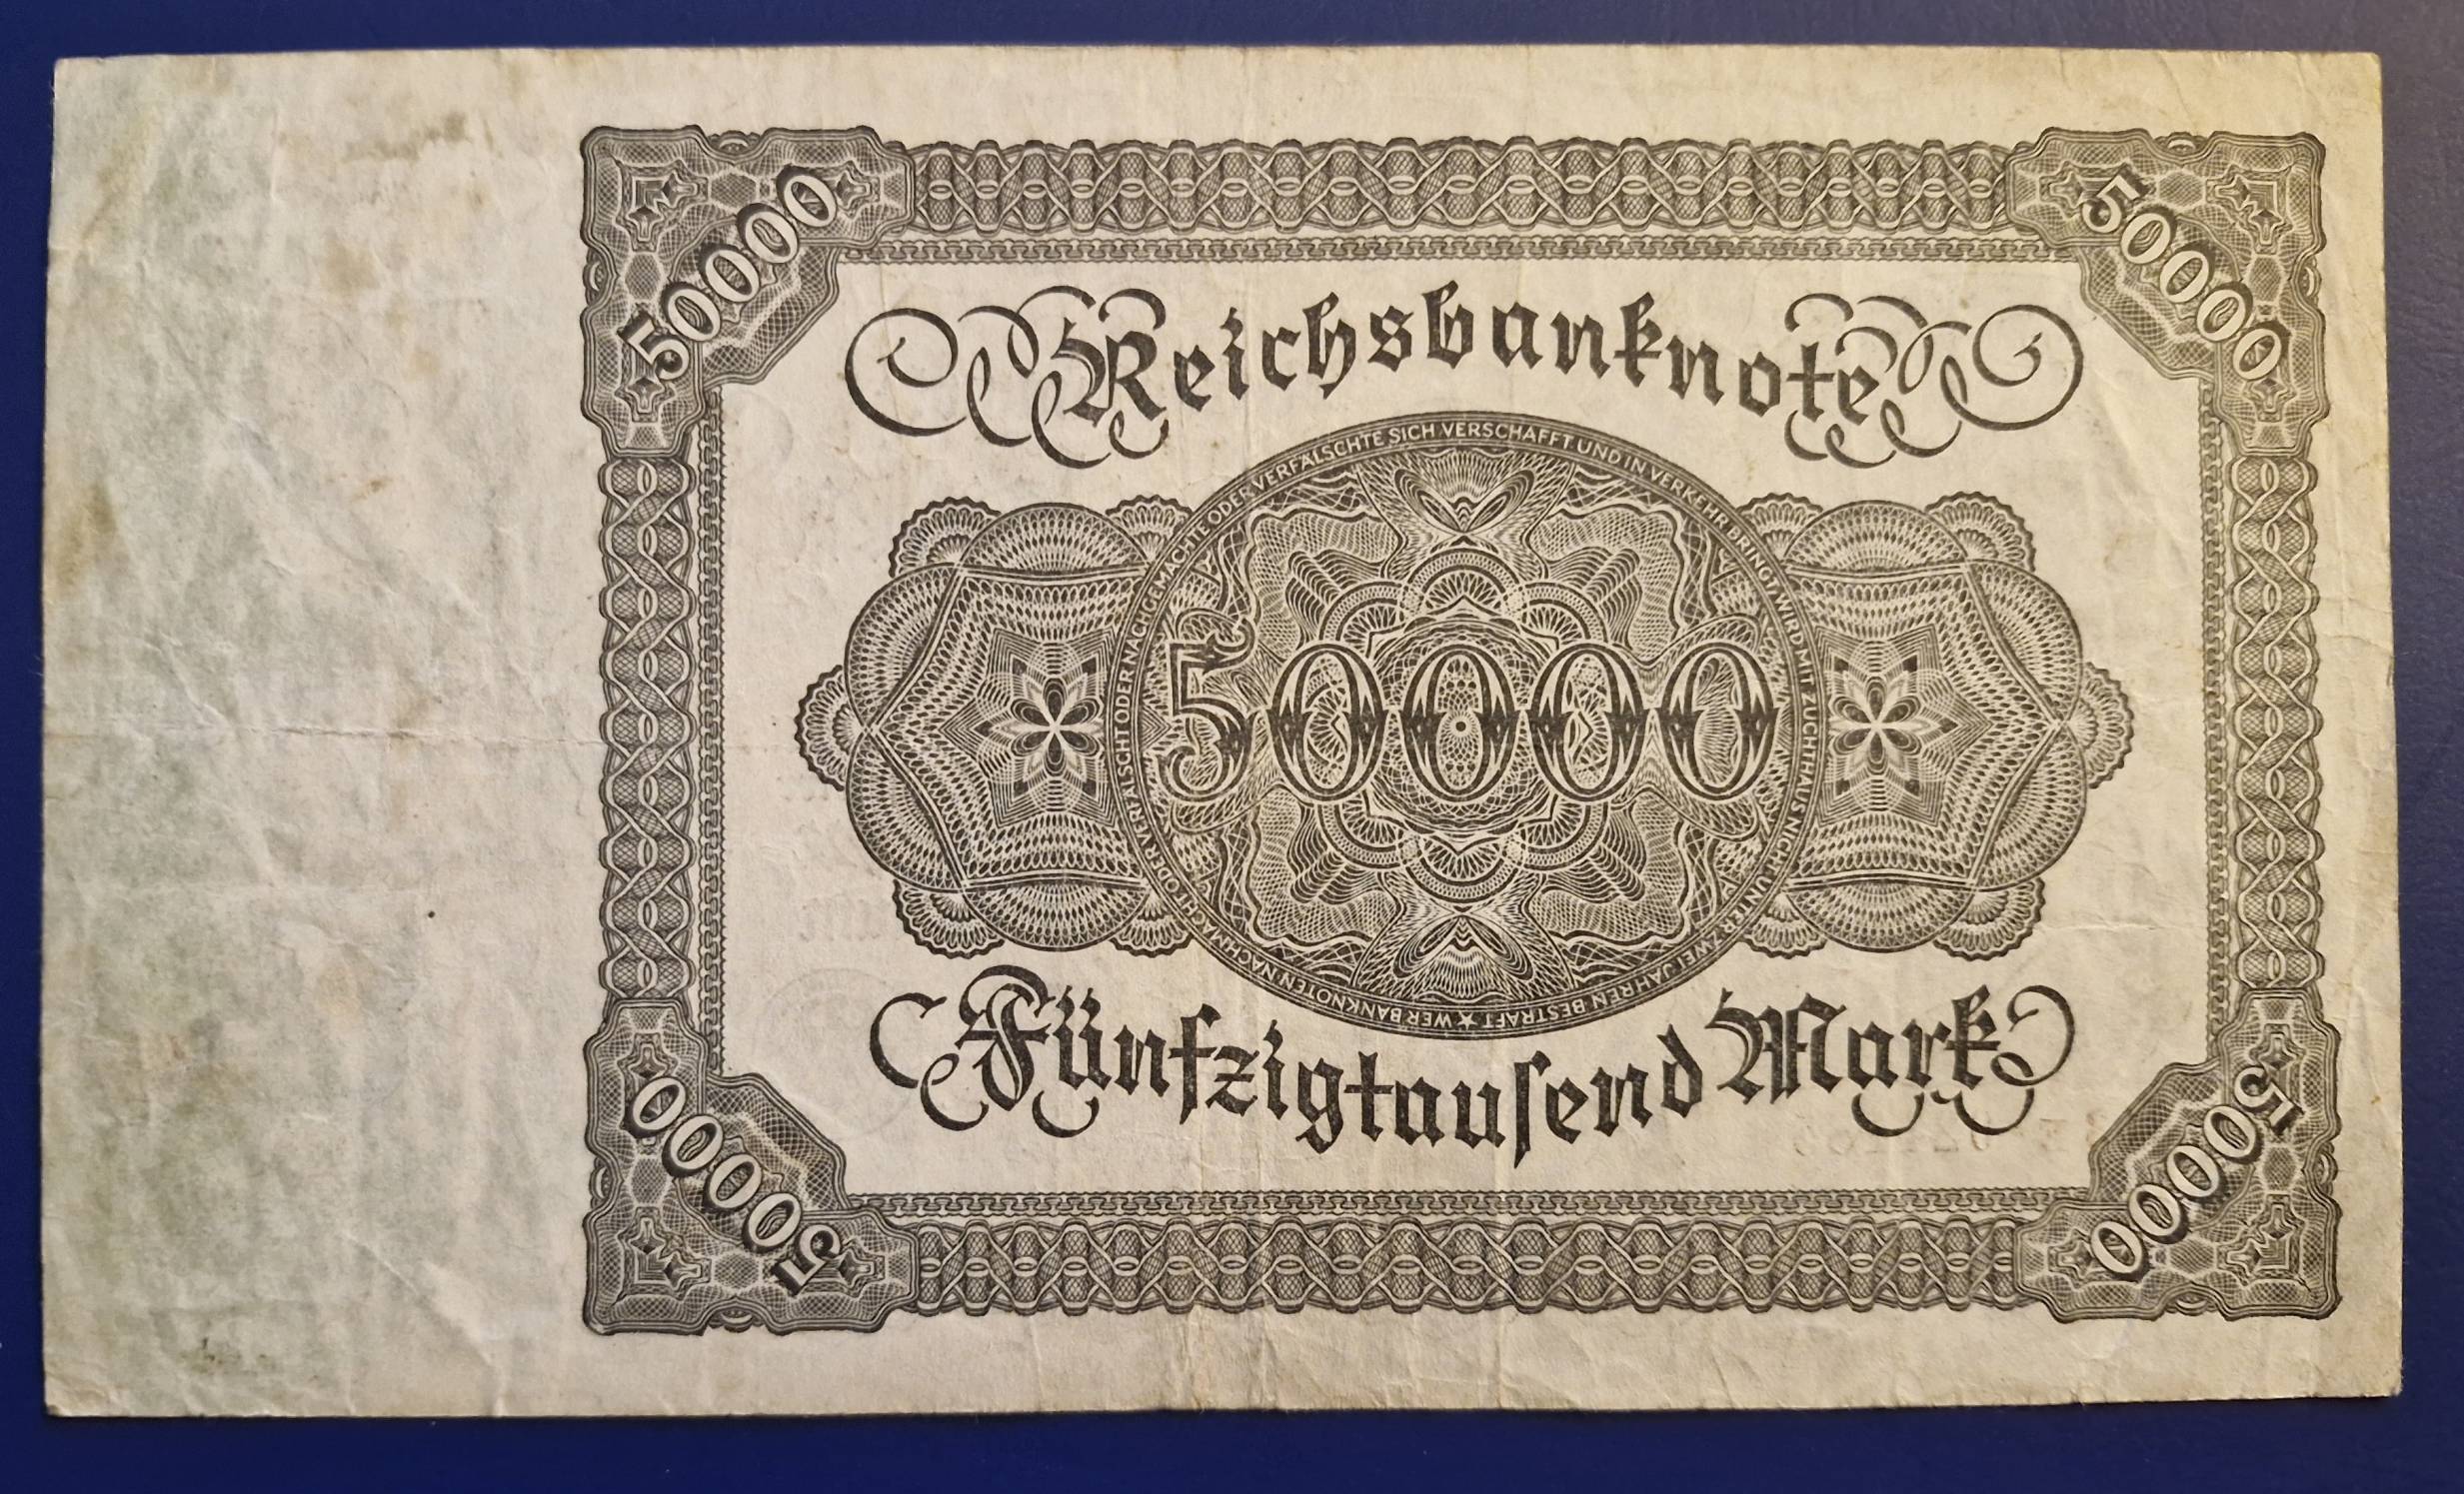 50000
50000
Reichsbanknote
WER BANKNOTEN NACHMACHT ODER VERFÄLSCHT ODER NACHGEMACHTE ODER VERFÄLSCHTE SICH VERSCHAFFT UND IN VERKEHR BRINGT, WIRD MIT ZUCHTHAUS NICHT UNTER ZWEI JAHREN BESTRAFT ★
50000
Fünfzigtauſend Mark
50000
50000